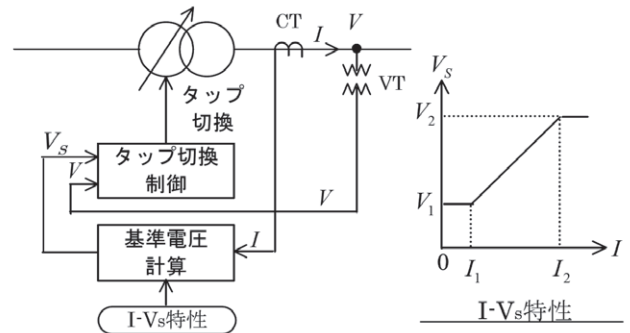 CT
I
V
VT
タップ
切換
V_S
V
タップ切換
制御
V
基準電圧
計算
I
I-Vs特性
V_S
V_2
V_1
0
I_1
I_2
I
I-Vs特性